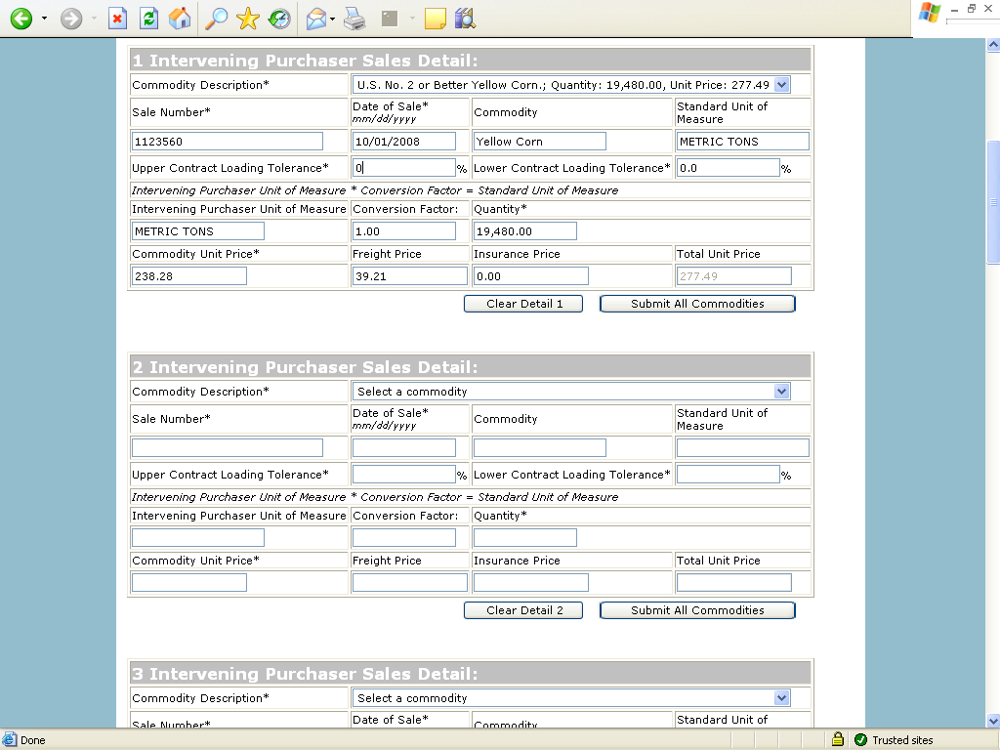 1 Intervening Purchaser Sales Detail:
Commodity Description* U.S. No. 2 or Better Yellow Corn.; Quantity: 19,480.00, Unit Price: 277.49
Sale Number* Date of Sale* mm/dd/yyyy Commodity Standard Unit of Measure
1123560 10/01/2008 Yellow Corn METRIC TONS
Upper Contract Loading Tolerance* 0 % Lower Contract Loading Tolerance* 0.0 %
Intervening Purchaser Unit of Measure * Conversion Factor = Standard Unit of Measure
Intervening Purchaser Unit of Measure Conversion Factor: Quantity*
METRIC TONS 1.00 19,480.00
Commodity Unit Price* Freight Price Insurance Price Total Unit Price
238.28 39.21 0.00 277.49
Clear Detail 1 Submit All Commodities
2 Intervening Purchaser Sales Detail:
Commodity Description* Select a commodity
Sale Number* Date of Sale* mm/dd/yyyy Commodity Standard Unit of Measure
Upper Contract Loading Tolerance* % Lower Contract Loading Tolerance* %
Intervening Purchaser Unit of Measure * Conversion Factor = Standard Unit of Measure
Intervening Purchaser Unit of Measure Conversion Factor: Quantity*
Commodity Unit Price* Freight Price Insurance Price Total Unit Price
Clear Detail 2 Submit All Commodities
3 Intervening Purchaser Sales Detail:
Commodity Description* Select a commodity
Sale Number* Date of Sale* Commodity Standard Unit of
Done Trusted sites